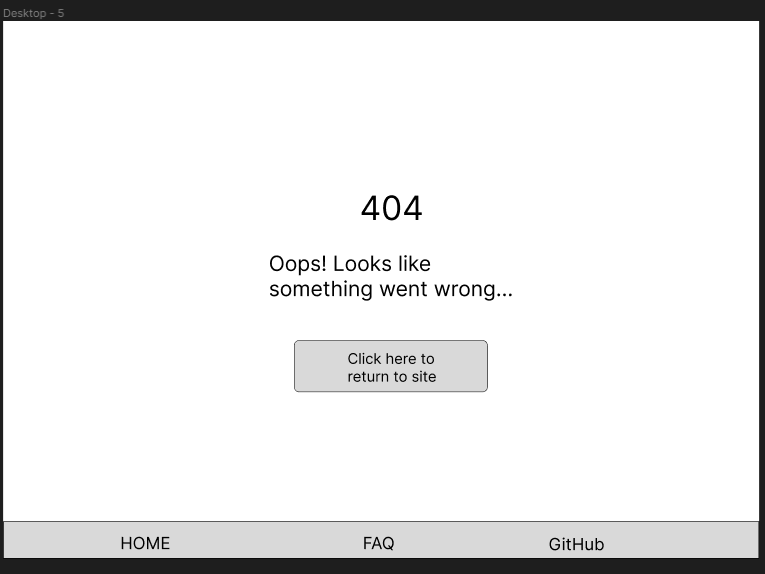 Desktop - 5
404
Oops! Looks like
something went wrong...
Click here to
return to site
HOME FAQ GitHub